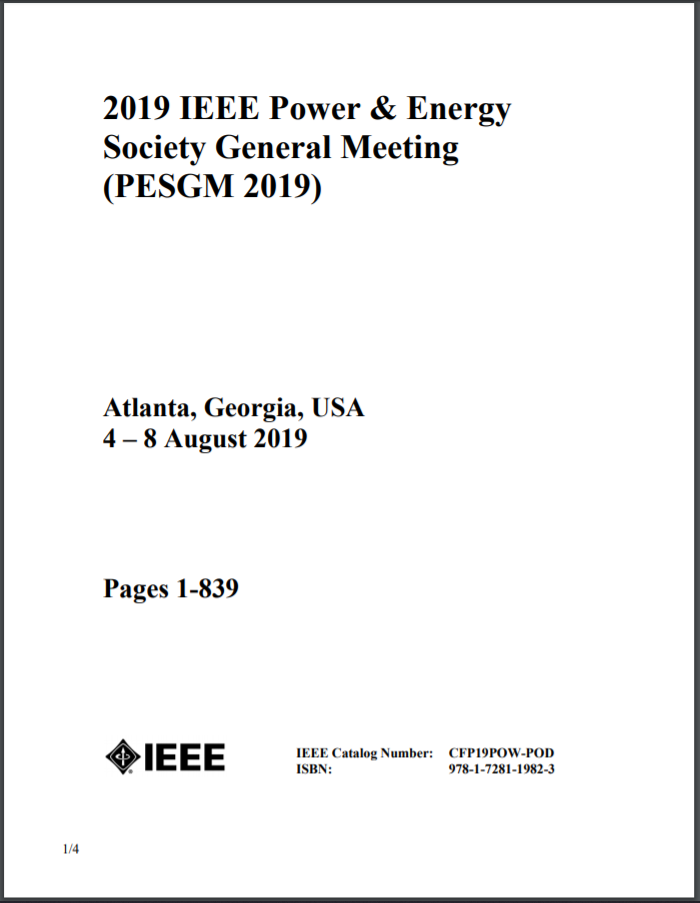 2019 IEEE Power & Energy
Society General Meeting
(PESGM 2019)
Atlanta, Georgia, USA
4 – 8 August 2019
Pages 1-839
IEEE
IEEE Catalog Number: CFP19POW-POD
ISBN: 978-1-7281-1982-3
1/4